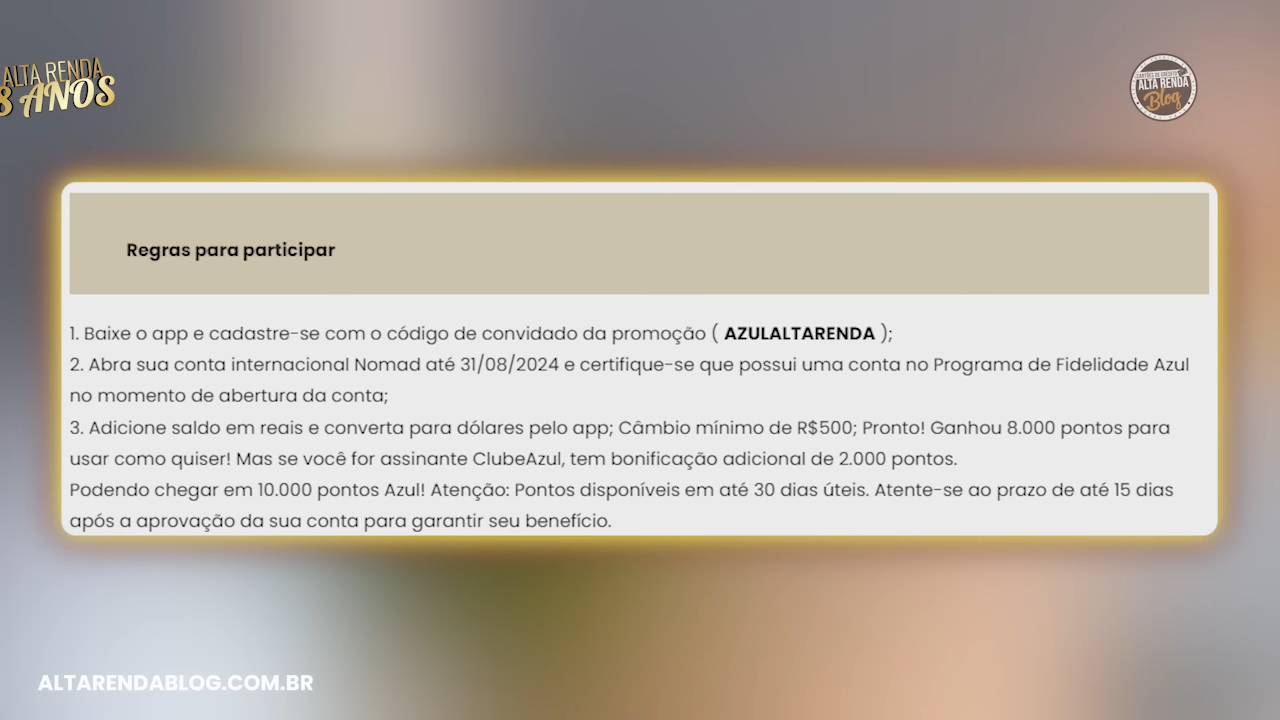 ALTA RENDA
8 ANOS
CARTÕES DE CRÉDITO
ALTA RENDA
Blog
Regras para participar
1. Baixe o app e cadastre-se com o código de convidado da promoção ( AZULALTARENDA );
2. Abra sua conta internacional Nomad até 31/08/2024 e certifique-se que possui uma conta no Programa de Fidelidade Azul
no momento de abertura da conta;
3. Adicione saldo em reais e converta para dólares pelo app; Câmbio mínimo de R$500; Pronto! Ganhou 8.000 pontos para
usar como quiser! Mas se você for assinante ClubeAzul, tem bonificação adicional de 2.000 pontos.
Podendo chegar em 10.000 pontos Azul! Atenção: Pontos disponíveis em até 30 dias úteis. Atente-se ao prazo de até 15 dias
após a aprovação da sua conta para garantir seu benefício.
ALTARENDABLOG.COM.BR